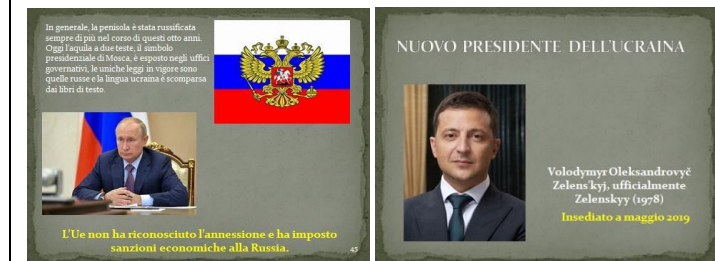 In generale, la penisola è stata russificata
sempre di più nel corso di questi otto anni.
Oggi l'aquila a due teste, il simbolo
presidenziale di Mosca, è esposto negli uffici
governativi, le uniche leggi in vigore sono
quelle russe e la lingua ucraina è scomparsa
dai libri di testo.
L'Ue non ha riconosciuto l'annessione e ha imposto
sanzioni economiche alla Russia.
45
NUOVO PRESIDENTE DELL'UCRAINA
Volodymyr Oleksandrovyč
Zelens'kyj, ufficialmente
Zelenskyy (1978)
Insediato a maggio 2019